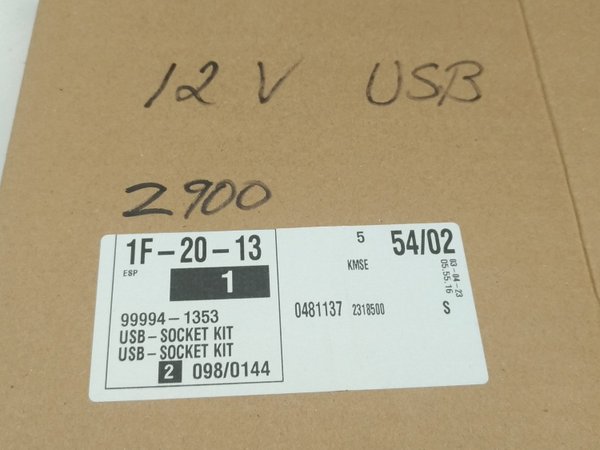 12 V USB
2900
1F-20-13
ESP
1
99994-1353
USB-SOCKET KIT
USB-SOCKET KIT
2 098/0144
5 54/02
KMSE
0481137 2318500 S
03-04-23
05.55.16